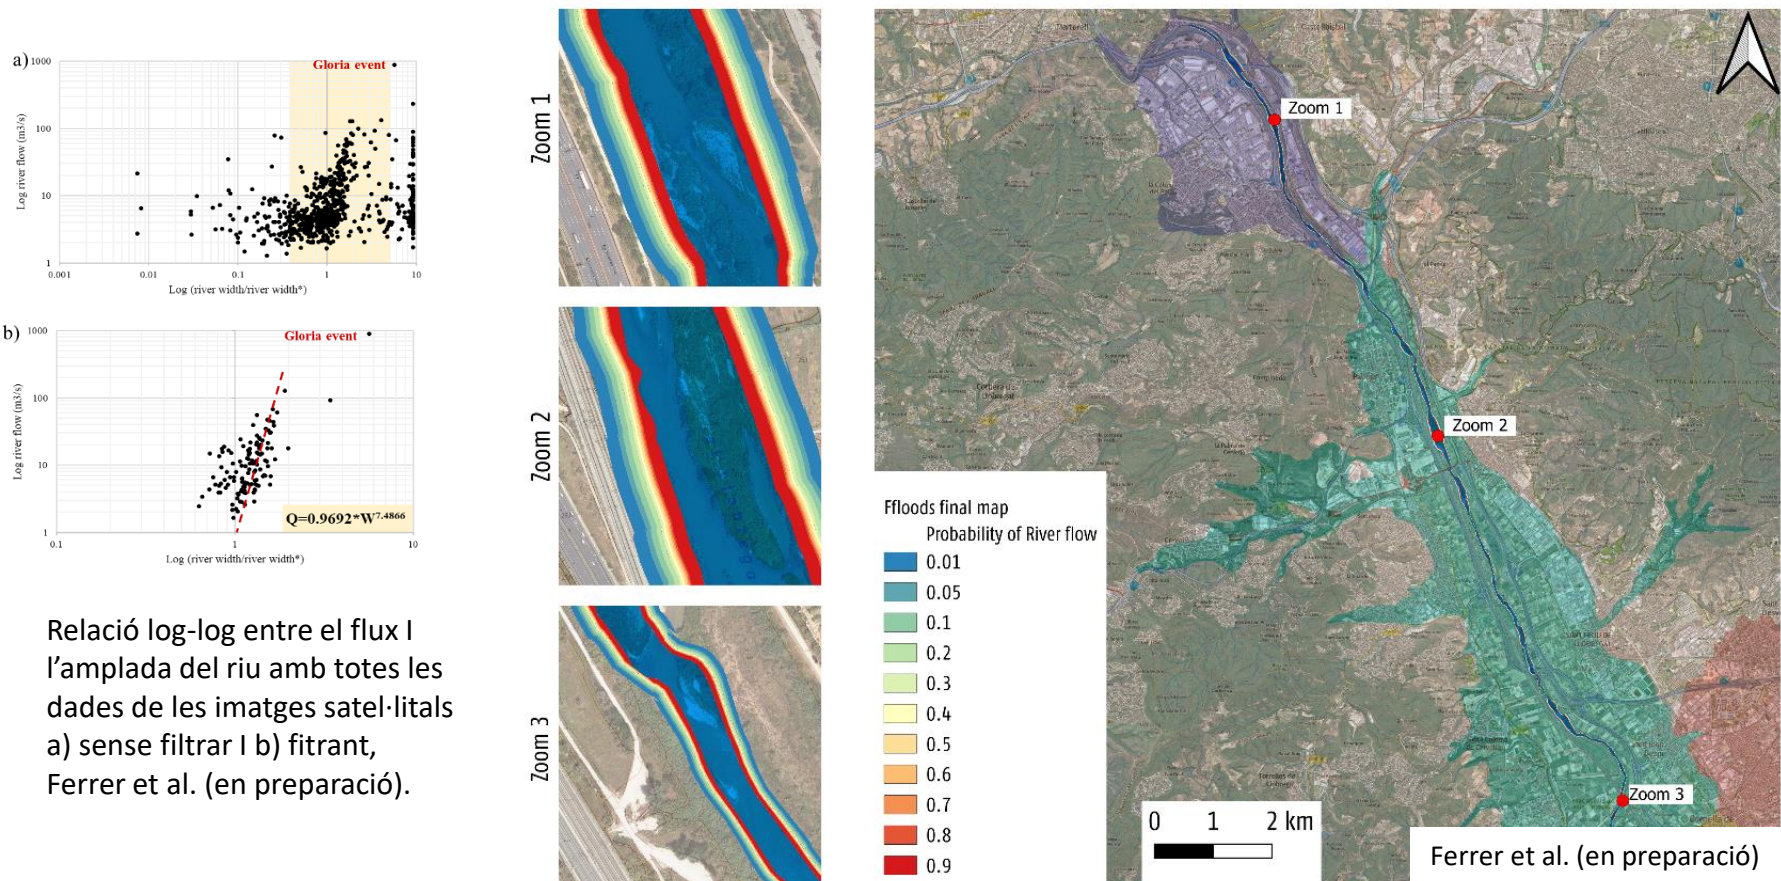 a)
1000
100
10
1
0.001
0.01
0.1
1
10
Gloria event
Log river flow (m3/s)
Log (river width/river width*)
b)
1000
100
10
1
0.1
1
10
Gloria event
Q=0.9692*W^7.4866
Log river flow (m3/s)
Log (river width/river width*)
Relació log-log entre el flux I
l’amplada del riu amb totes les
dades de les imatges satel·litals
a) sense filtrar I b) fitrant,
Ferrer et al. (en preparació).
Zoom 1
Zoom 2
Zoom 3
Zoom 1
Zoom 2
Zoom 3
Ffloods final map
Probability of River flow
0.01
0.05
0.1
0.2
0.3
0.4
0.5
0.6
0.7
0.8
0.9
0 1 2 km
Ferrer et al. (en preparació)